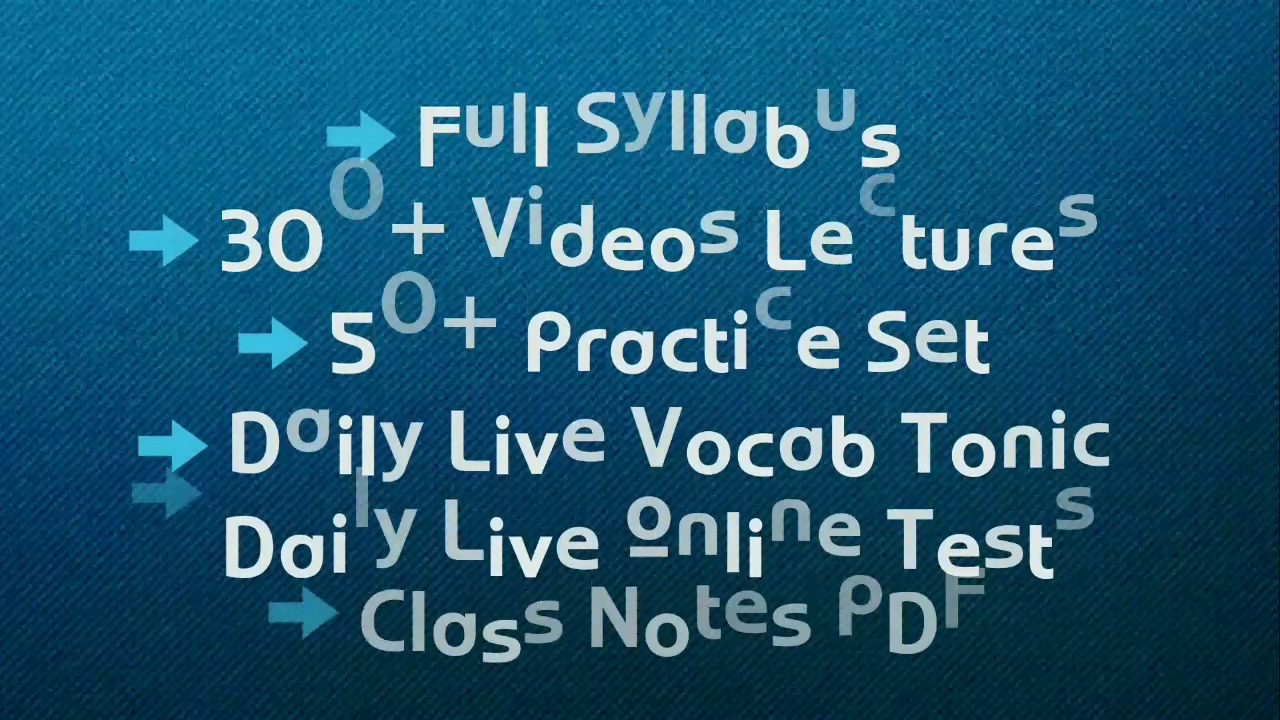 Full Syllabus
300+ Videos Lectures
50+ Practice Set
Daily Live Vocab Tonic
Daily Live Online Tests
Class Notes PDF